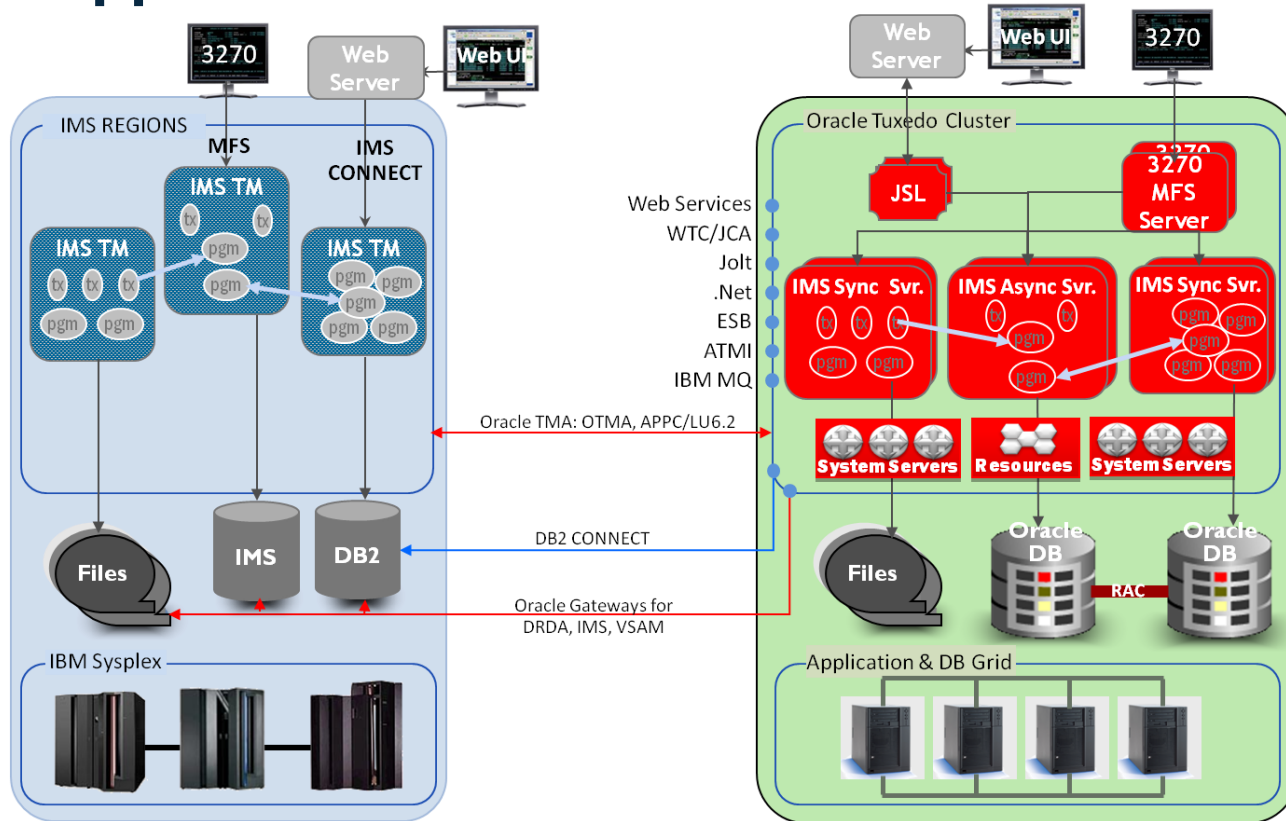 3270
Web
Server
Web UI
IMS REGIONS
MFS
IMS
CONNECT
IMS TM
tx
tx
pgm
pgm
IMS TM
tx
tx
tx
pgm
pgm
IMS TM
pgm
pgm
pgm
pgm
pgm
Files
IMS
DB2
IBM Sysplex
Web Services
WTC/JCA
Jolt
.Net
ESB
ATMI
IBM MQ
Oracle TMA: OTMA, APPC/LU6.2
DB2 CONNECT
Oracle Gateways for
DRDA, IMS, VSAM
Web
Server
Web UI
3270
Oracle Tuxedo Cluster
JSL
3270
3270
MFS
Server
IMS Sync Svr.
tx
tx
tx
pgm
pgm
IMS Async Svr.
tx
tx
pgm
pgm
IMS Sync Svr.
pgm
pgm
pgm
pgm
pgm
System Servers
Resources
System Servers
Files
Oracle
DB
RAC
Oracle
DB
Application & DB Grid